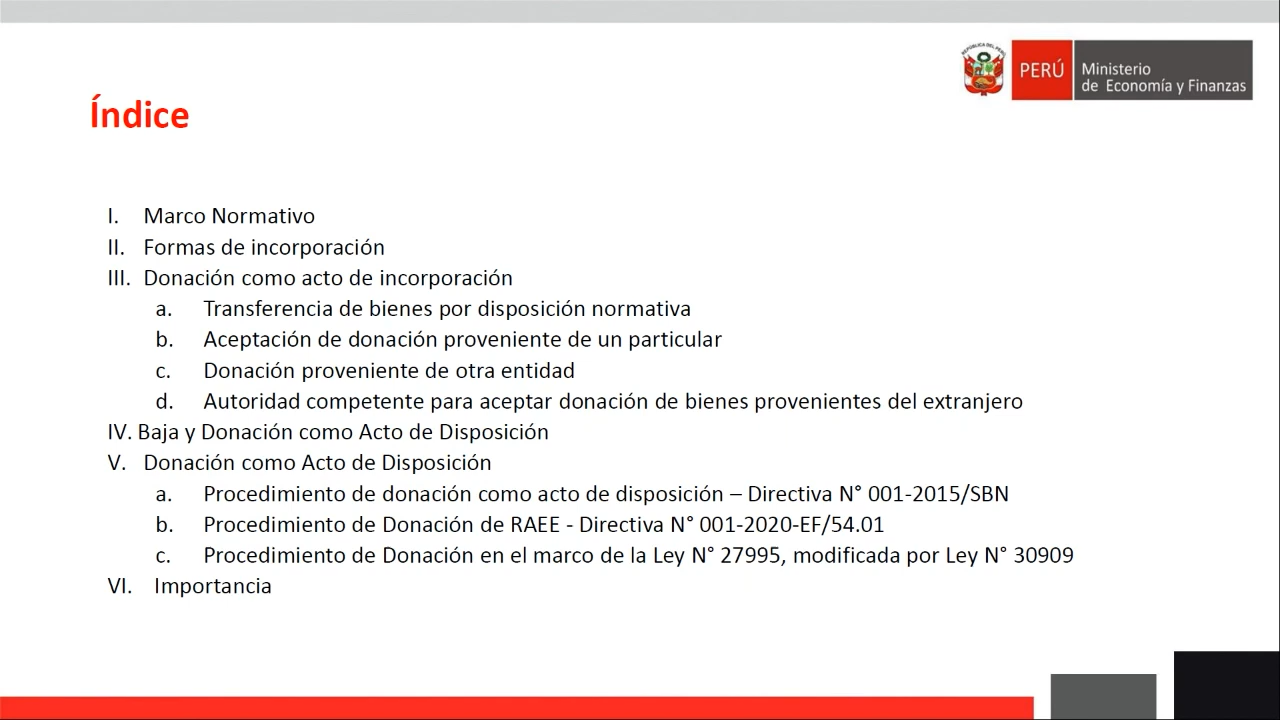 REPÚBLICA DEL PERÚ
PERÚ
Ministerio
de Economía y Finanzas
Índice
I. Marco Normativo
II. Formas de incorporación
III. Donación como acto de incorporación
a. Transferencia de bienes por disposición normativa
b. Aceptación de donación proveniente de un particular
c. Donación proveniente de otra entidad
d. Autoridad competente para aceptar donación de bienes provenientes del extranjero
IV. Baja y Donación como Acto de Disposición
V. Donación como Acto de Disposición
a. Procedimiento de donación como acto de disposición – Directiva N° 001-2015/SBN
b. Procedimiento de Donación de RAEE - Directiva N° 001-2020-EF/54.01
c. Procedimiento de Donación en el marco de la Ley N° 27995, modificada por Ley N° 30909
VI. Importancia